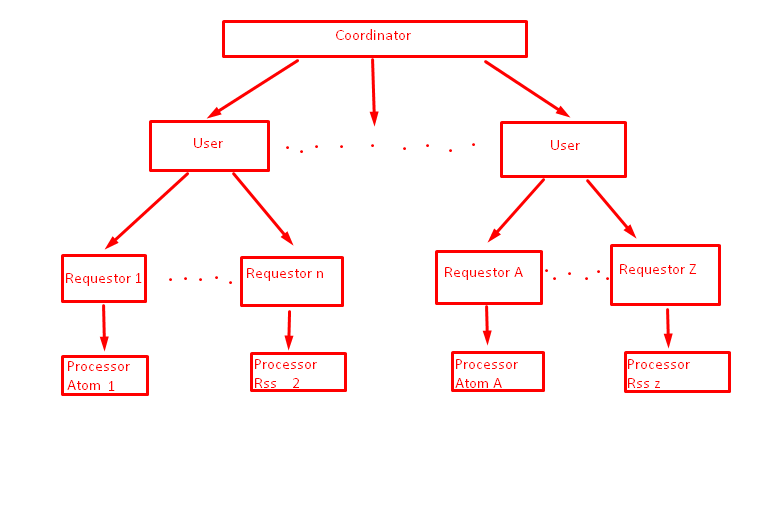 Coordinator
User
User
Requestor 1
Requestor n
Requestor A
Requestor Z
Processor
Atom 1
Processor
Rss 2
Processor
Atom A
Processor
Rss z